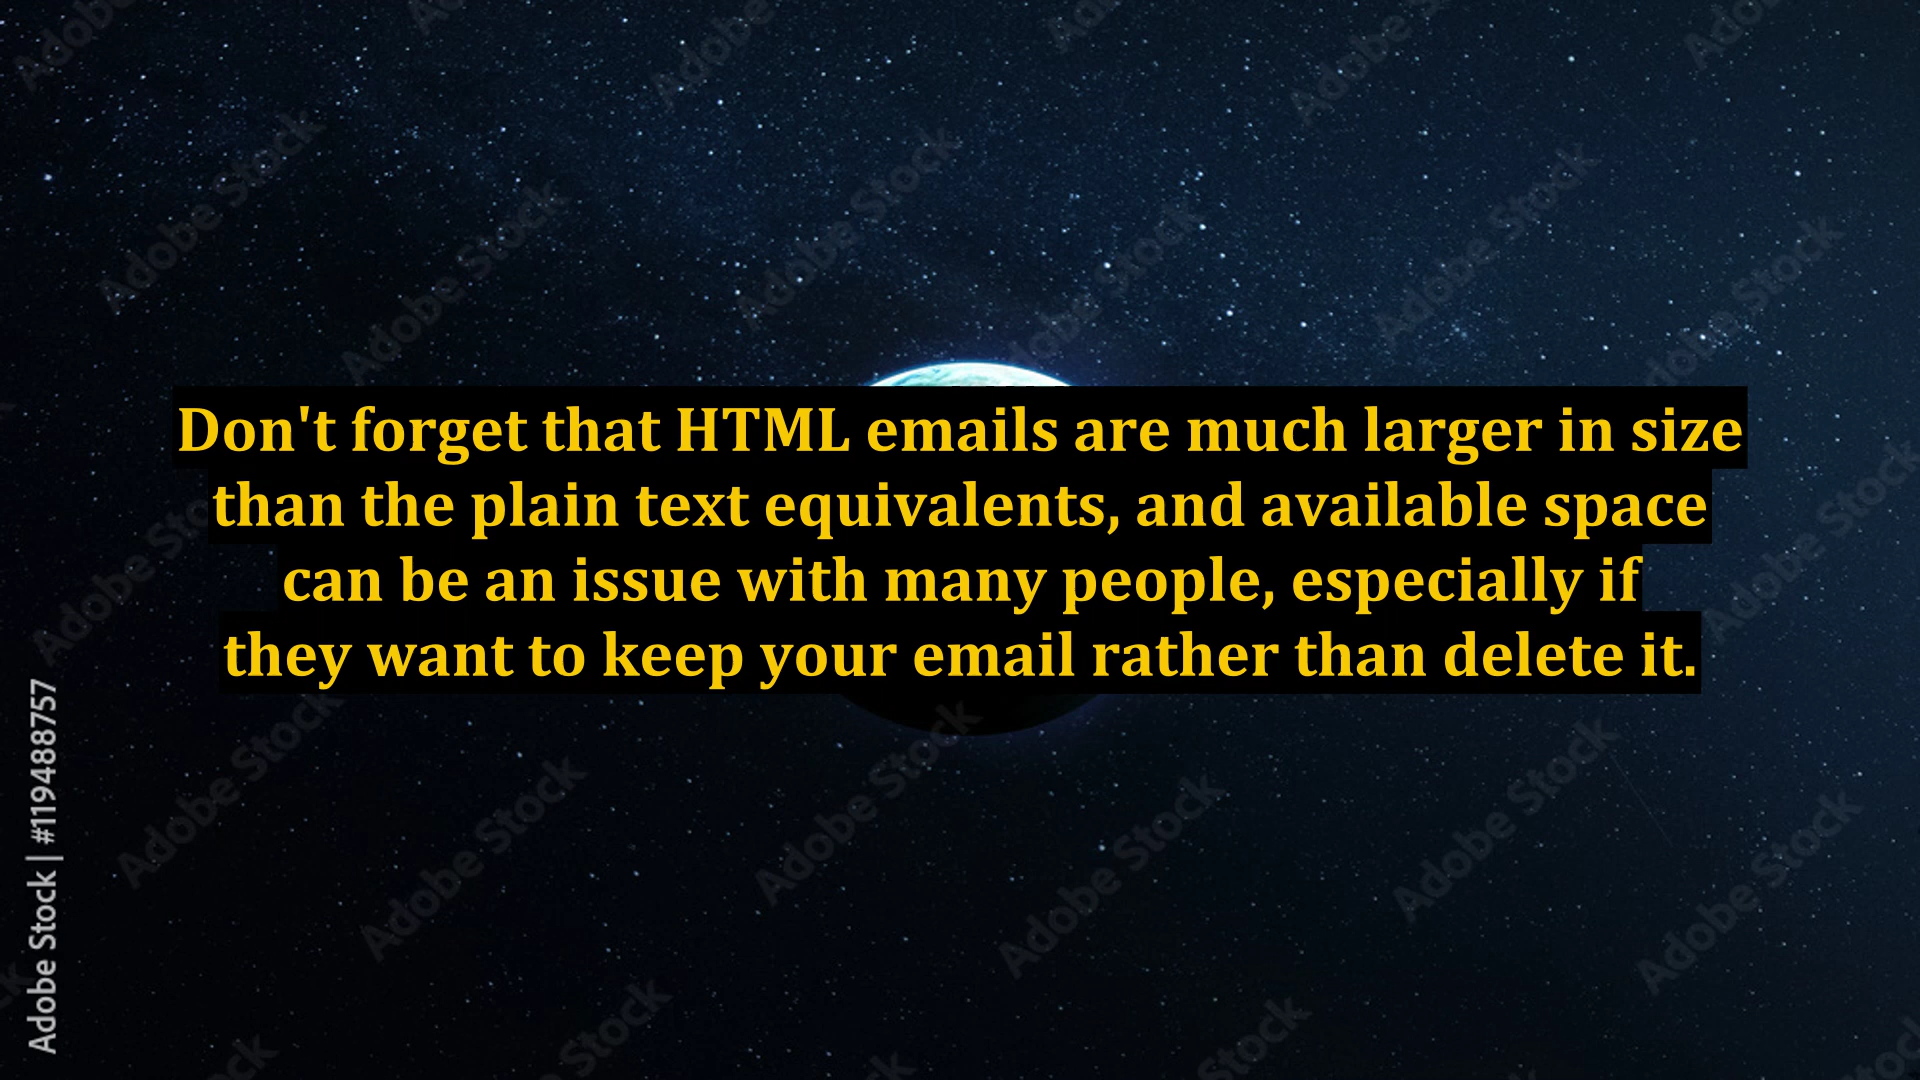 Don't forget that HTML emails are much larger in size
than the plain text equivalents, and available space
can be an issue with many people, especially if
they want to keep your email rather than delete it.
Adobe Stock | #119488757
Adobe Stock